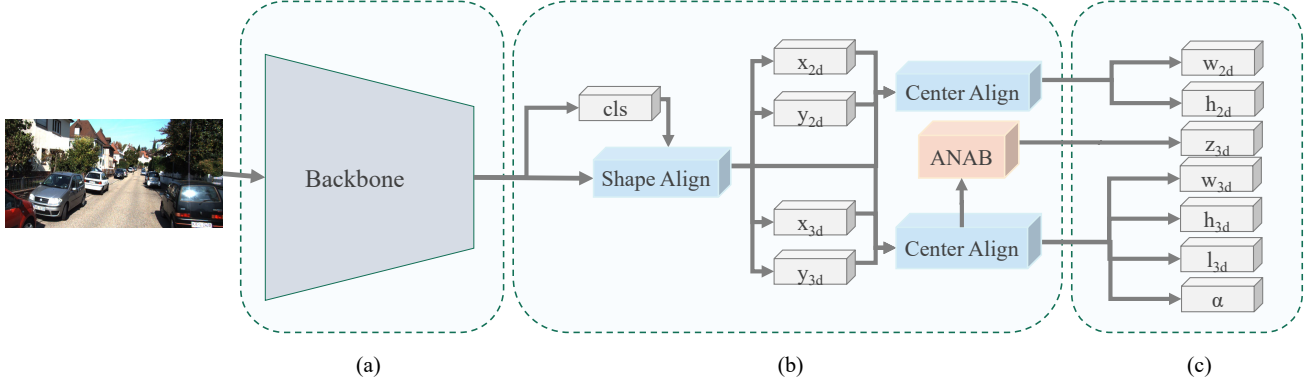 Backbone
cls
Shape Align
x2d
y2d
x3d
y3d
Center Align
ANAB
Center Align
w2d
h2d
z3d
w3d
h3d
l3d
α
(a)
(b)
(c)